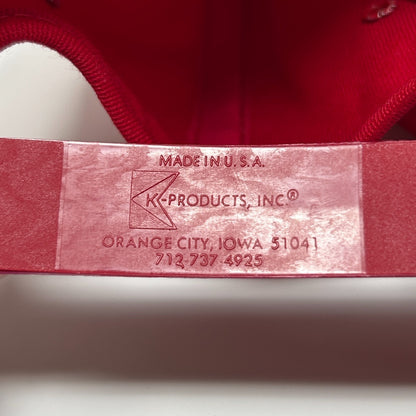 MADE IN U.S.A.
K-PRODUCTS, INC.®
ORANGE CITY, IOWA 51041
712-737-4925